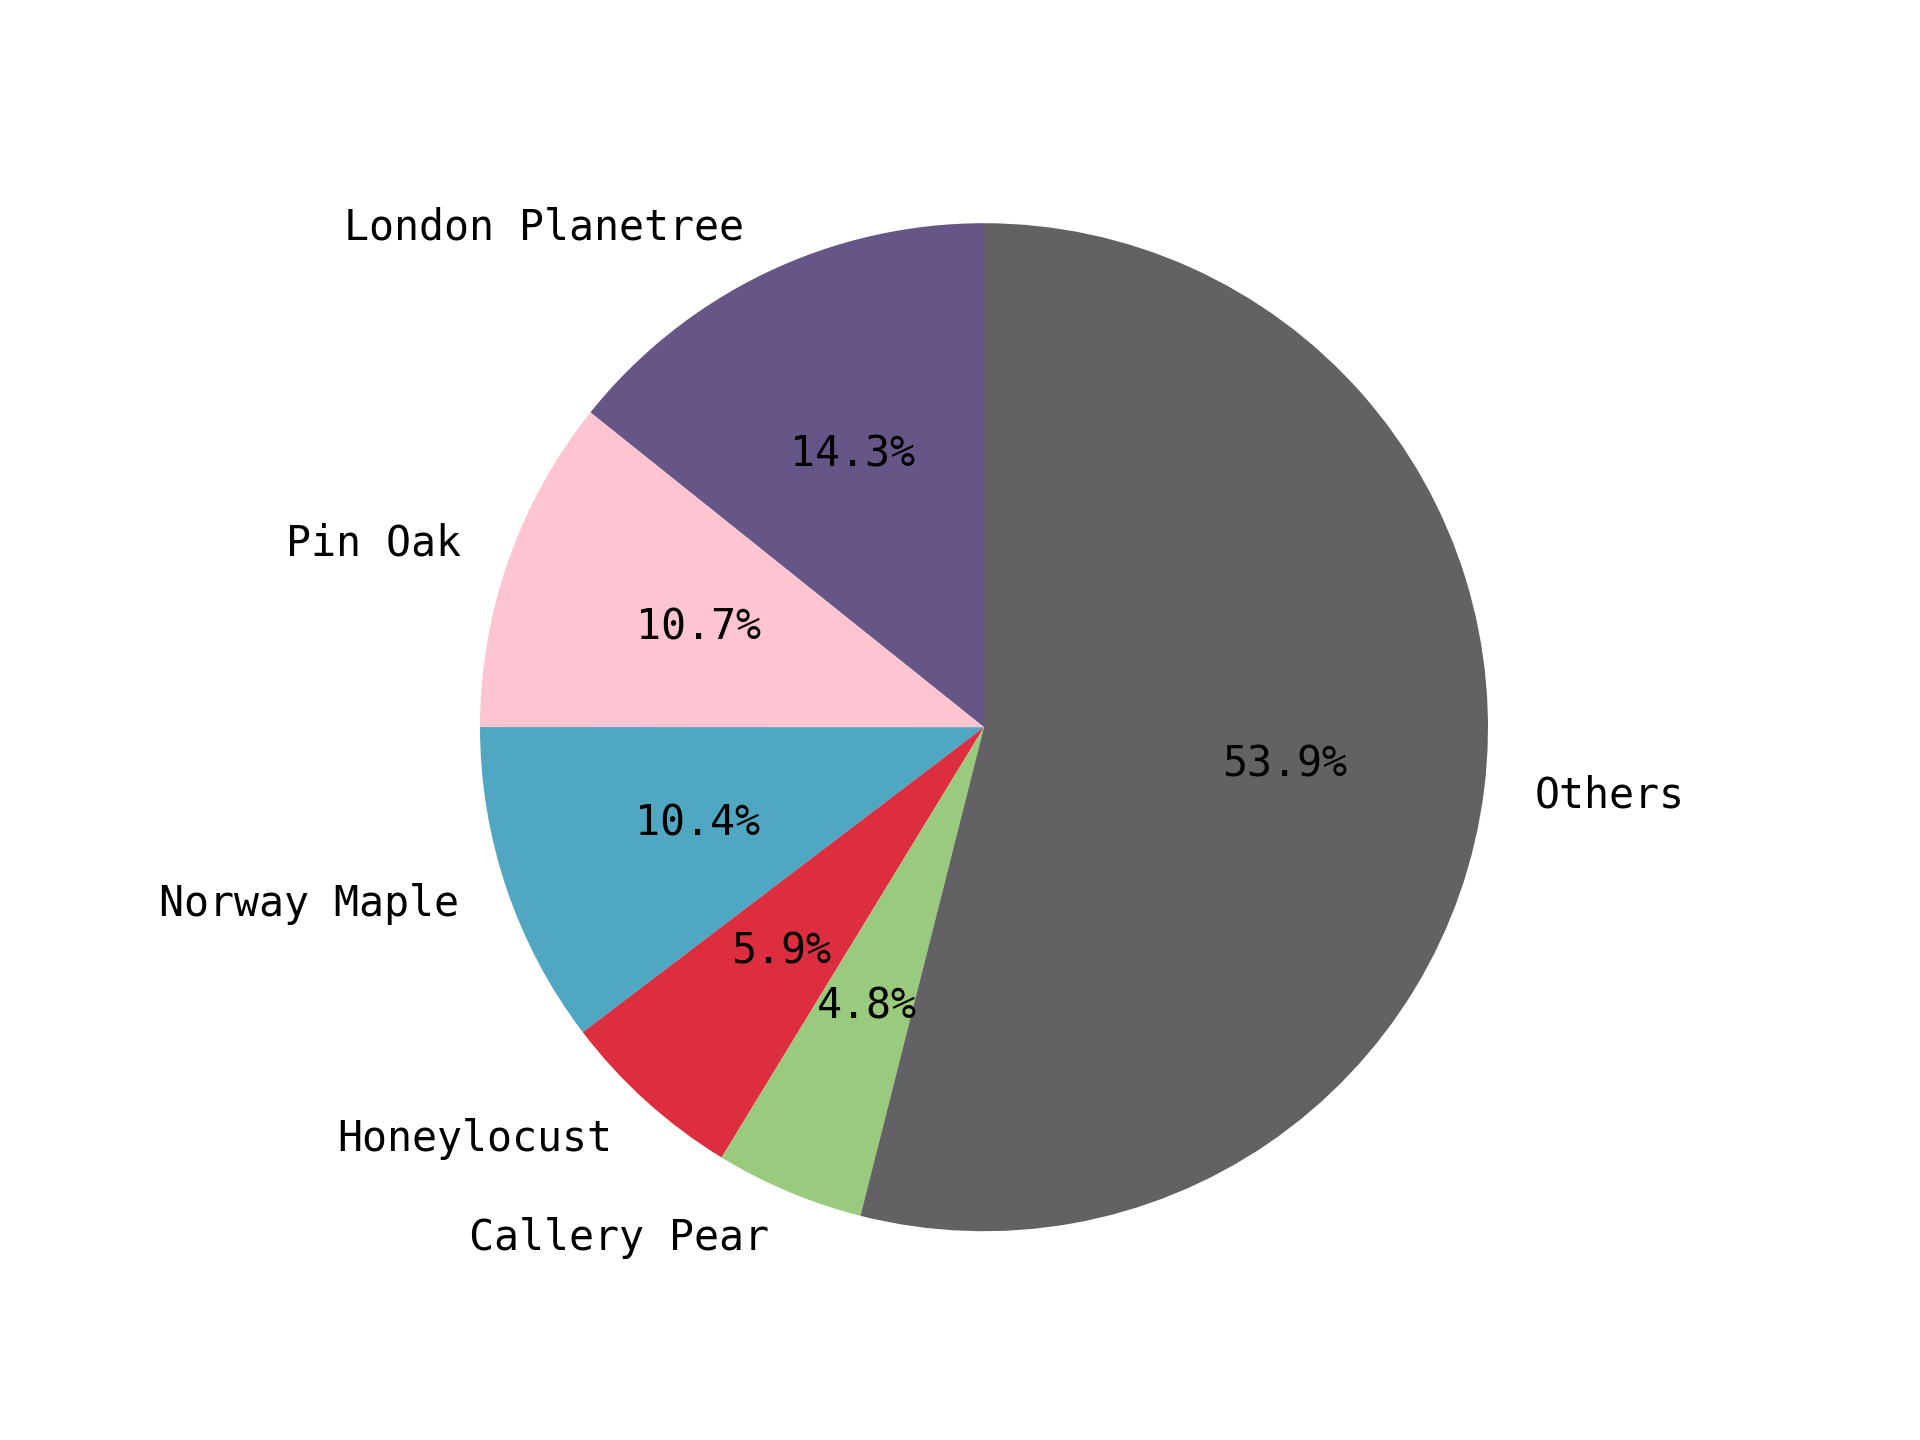 London Planetree
14.3%
Pin Oak
10.7%
53.9%
Others
10.4%
Norway Maple
5.9%
4.8%
Honeylocust
Callery Pear